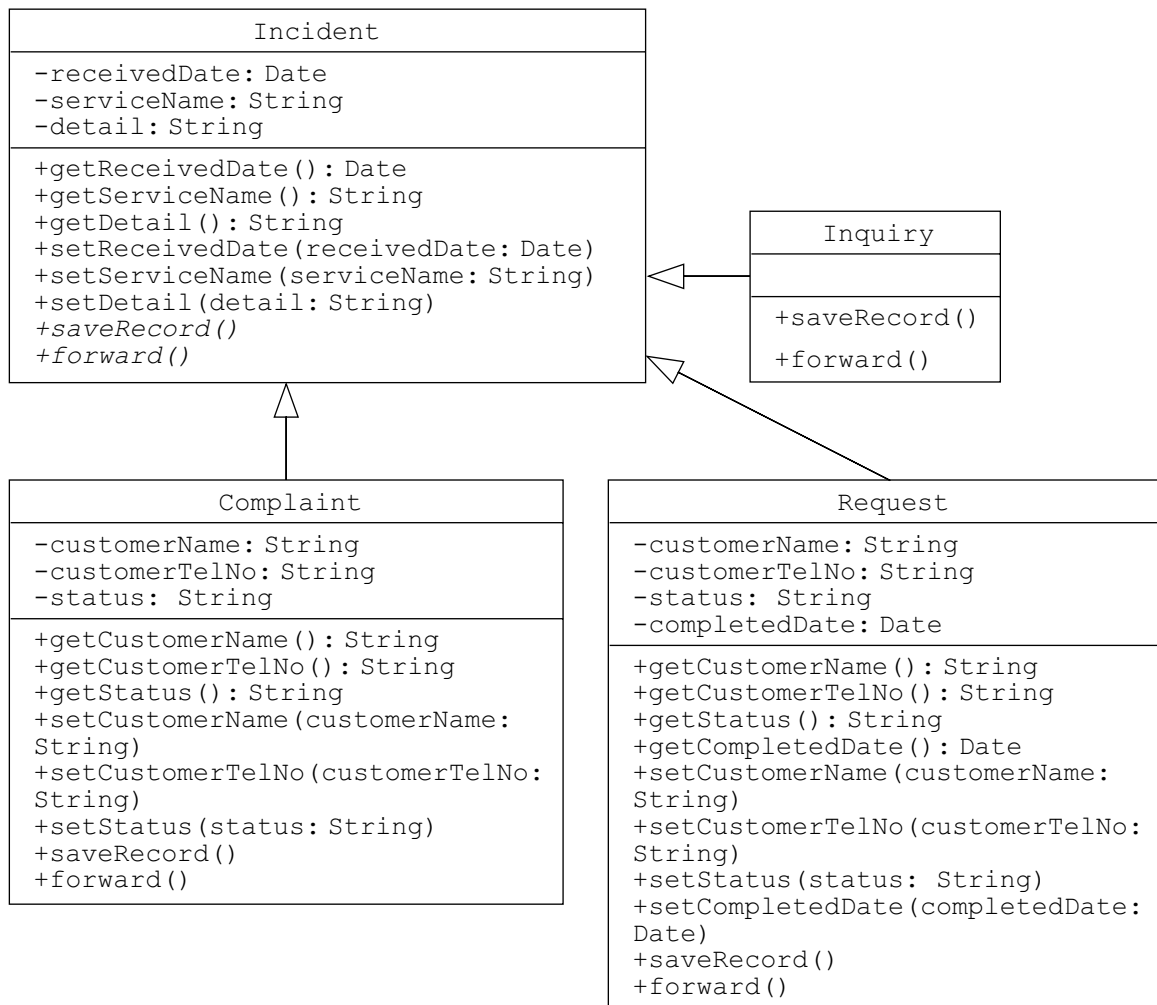 Incident
-receivedDate: Date
-serviceName: String
-detail: String
+getReceivedDate(): Date
+getServiceName(): String
+getDetail(): String
+setReceivedDate(receivedDate: Date)
+setServiceName(serviceName: String)
+setDetail(detail: String)
+saveRecord()
+forward()
Inquiry
+saveRecord()
+forward()
Complaint
-customerName: String
-customerTelNo: String
-status: String
+getCustomerName(): String
+getCustomerTelNo(): String
+getStatus(): String
+setCustomerName(customerName:
String)
+setCustomerTelNo(customerTelNo:
String)
+setStatus(status: String)
+saveRecord()
+forward()
Request
-customerName: String
-customerTelNo: String
-status: String
-completedDate: Date
+getCustomerName(): String
+getCustomerTelNo(): String
+getStatus(): String
+getCompletedDate(): Date
+setCustomerName(customerName:
String)
+setCustomerTelNo(customerTelNo:
String)
+setStatus(status: String)
+setCompletedDate(completedDate:
Date)
+saveRecord()
+forward()